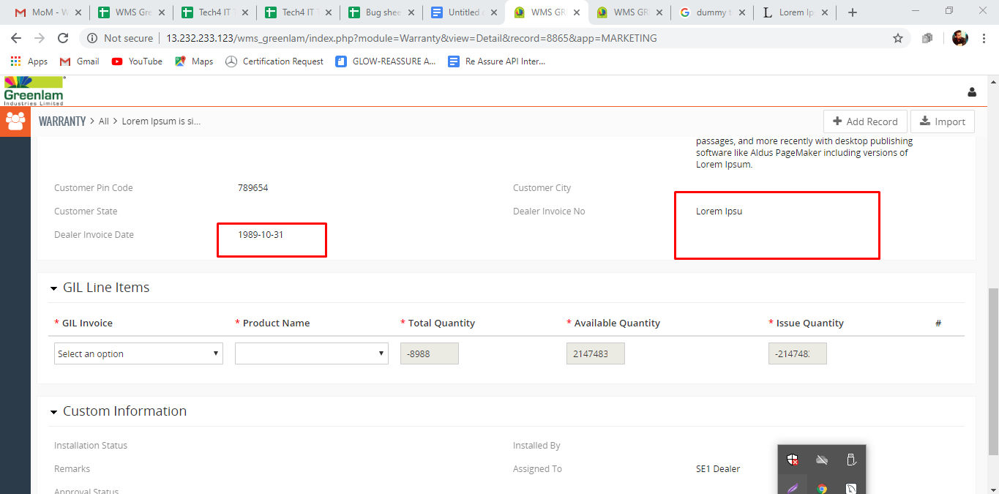 MoM - W
WMS Gre
Tech4 IT T
Tech4 IT T
Bug shee
Untitled
WMS GR
WMS GR
dummy t
Lorem Ip
Not secure
13.232.233.123/wms_greenlam/index.php?module=Warranty&view=Detail&record=8865&app=MARKETING
Apps
Gmail
YouTube
Maps
Certification Request
GLOW-REASSURE A...
Re Assure API Inter...
Greenlam
Industries Limited
WARRANTY > All > Lorem Ipsum is si...
Add Record
Import
passages, and more recently with desktop publishing
software like Aldus PageMaker including versions of
Lorem Ipsum.
Customer Pin Code 789654 Customer City
Customer State Dealer Invoice No Lorem Ipsu
Dealer Invoice Date 1989-10-31
GIL Line Items
* GIL Invoice * Product Name * Total Quantity * Available Quantity * Issue Quantity #
Select an option -8988 2147483 -214748
Custom Information
Installation Status Installed By
Remarks Assigned To SE1 Dealer
Approval Status